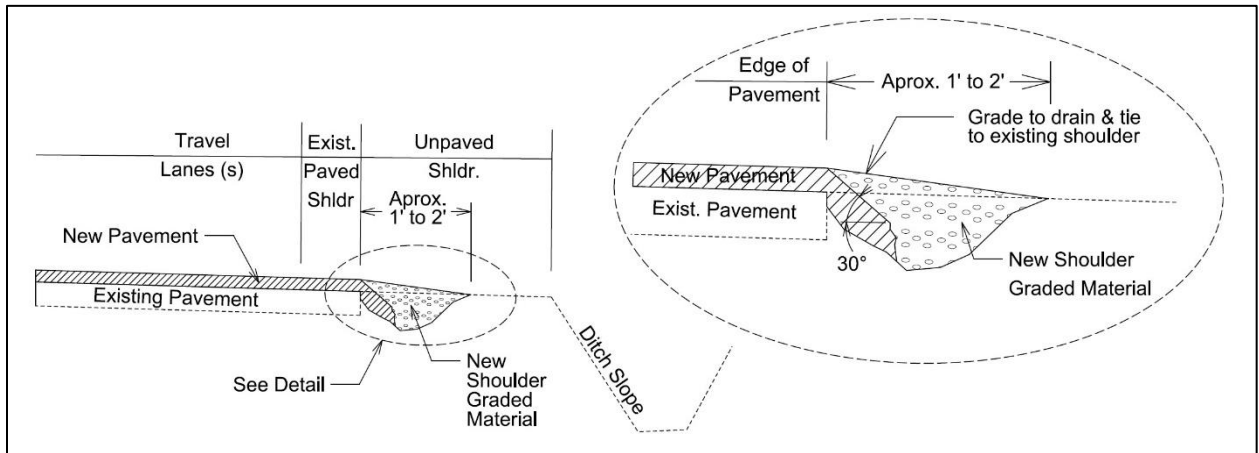 Travel
Lanes (s)
Exist.
Paved
Shldr
Unpaved
Shldr.
Aprox.
1' to 2'
New Pavement
Existing Pavement
See Detail
New
Shoulder
Graded
Material
Ditch Slope
Edge of
Pavement
Aprox. 1' to 2'
Grade to drain & tie
to existing shoulder
New Pavement
Exist. Pavement
30°
New Shoulder
Graded Material